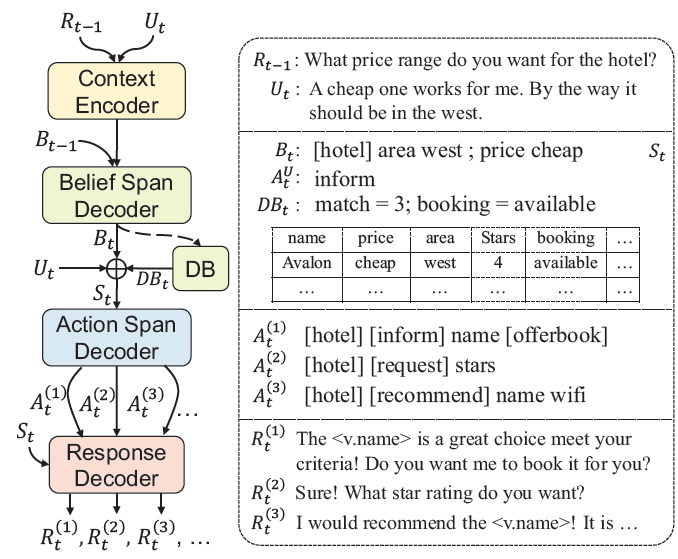 R_{t-1} U_t
Context
Encoder
B_{t-1}
Belief Span
Decoder
B_t
DB
U_t ⊕ DB_t
S_t
Action Span
Decoder
A_t^{(1)} A_t^{(2)} A_t^{(3)} …
S_t
Response
Decoder
R_t^{(1)}, R_t^{(2)}, R_t^{(3)}, …
R_{t-1}: What price range do you want for the hotel?
U_t: A cheap one works for me. By the way it
should be in the west.
B_t: [hotel] area west ; price cheap S_t
A_t^U: inform
DB_t: match = 3; booking = available
name price area Stars booking …
Avalon cheap west 4 available …
… … … … … …
A_t^{(1)} [hotel] [inform] name [offerbook]
A_t^{(2)} [hotel] [request] stars
A_t^{(3)} [hotel] [recommend] name wifi
R_t^{(1)} The <v.name> is a great choice meet your
criteria! Do you want me to book it for you?
R_t^{(2)} Sure! What star rating do you want?
R_t^{(3)} I would recommend the <v.name>! It is …